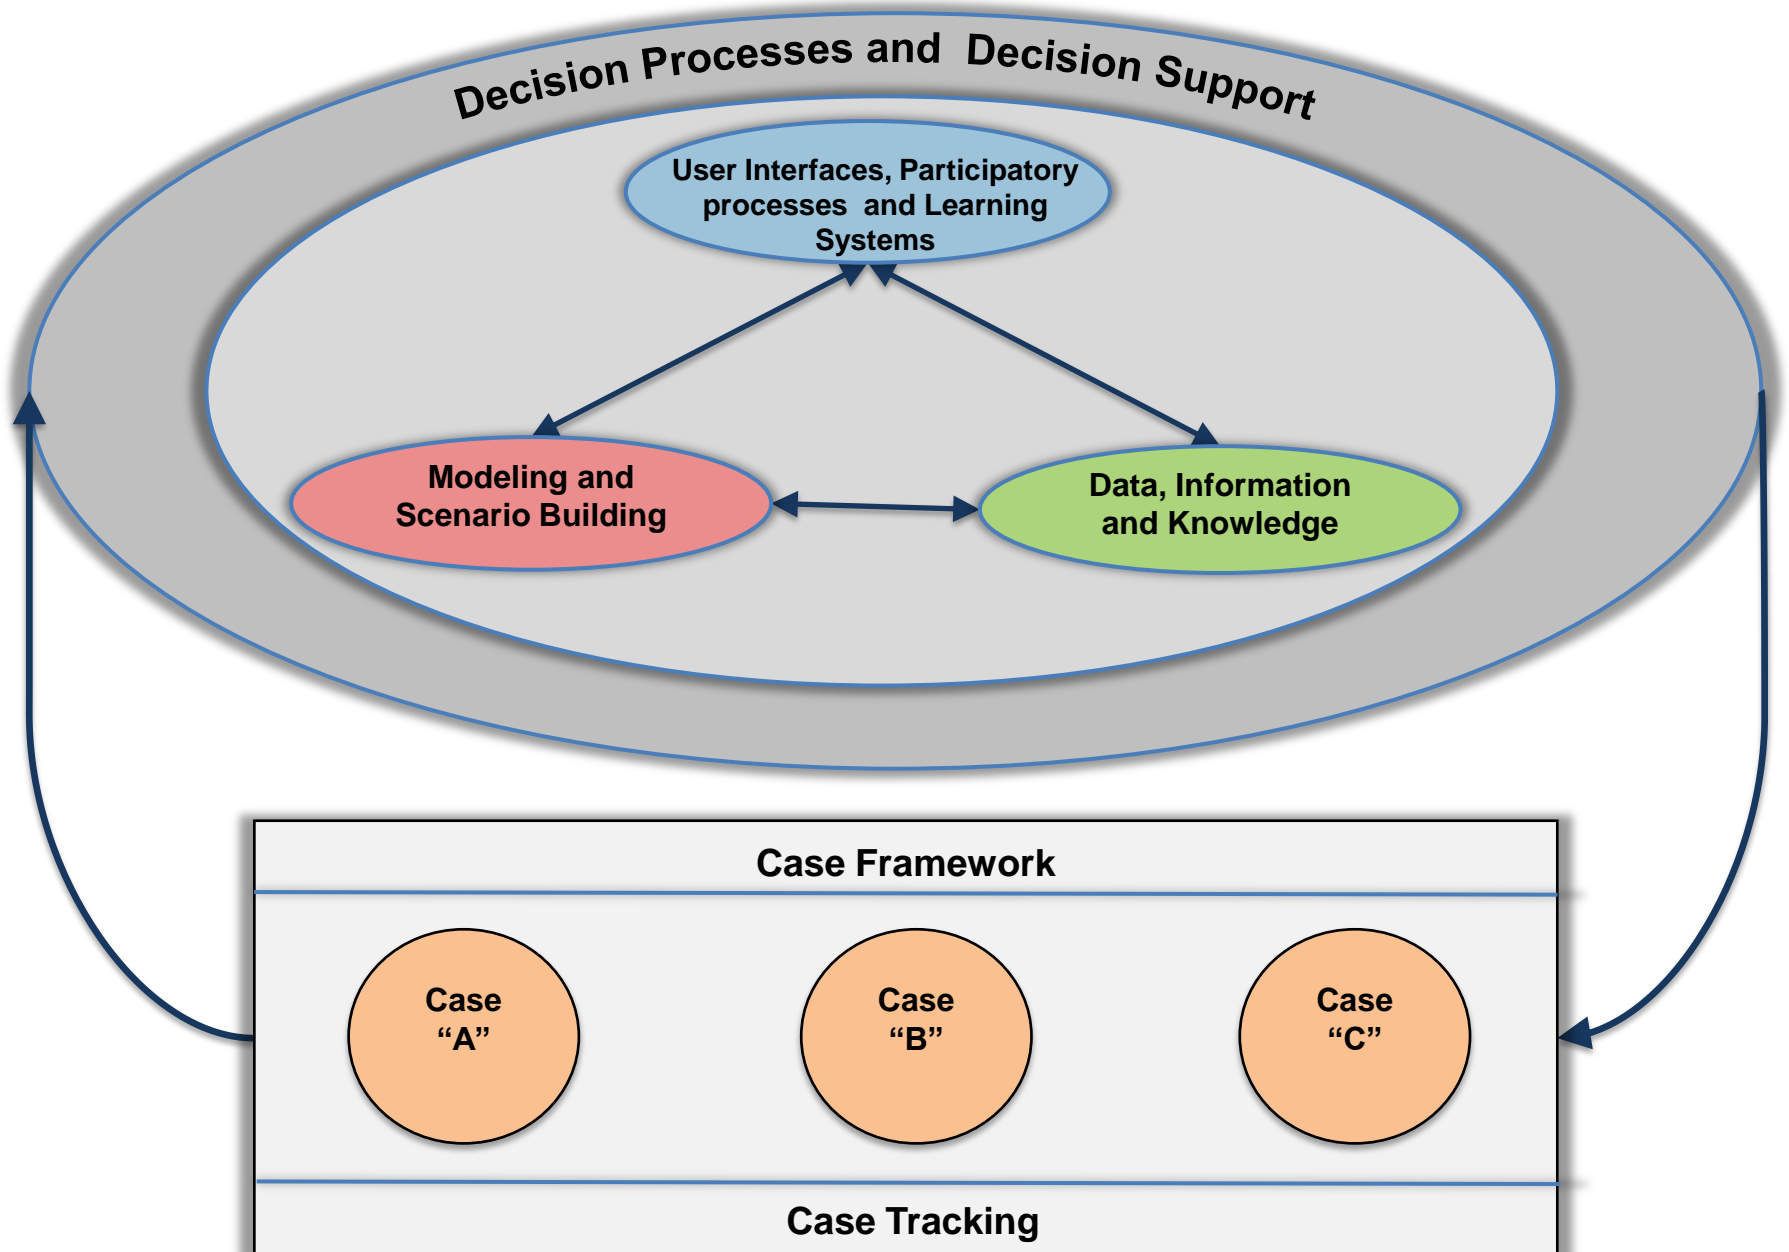 Decision Processes and Decision Support
User Interfaces, Participatory
processes and Learning
Systems
Modeling and
Scenario Building
Data, Information
and Knowledge
Case Framework
Case
“A”
Case
“B”
Case
“C”
Case Tracking